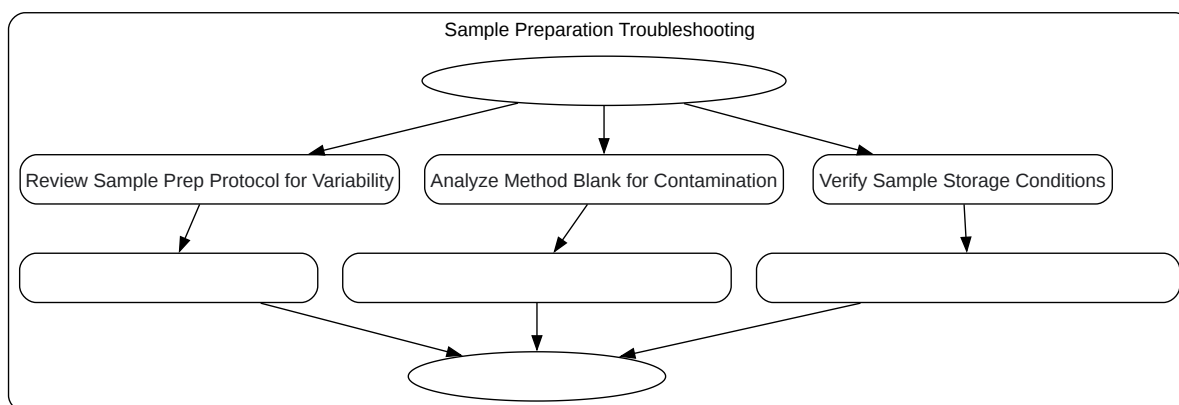 Sample Preparation Troubleshooting
Review Sample Prep Protocol for Variability
Analyze Method Blank for Contamination
Verify Sample Storage Conditions